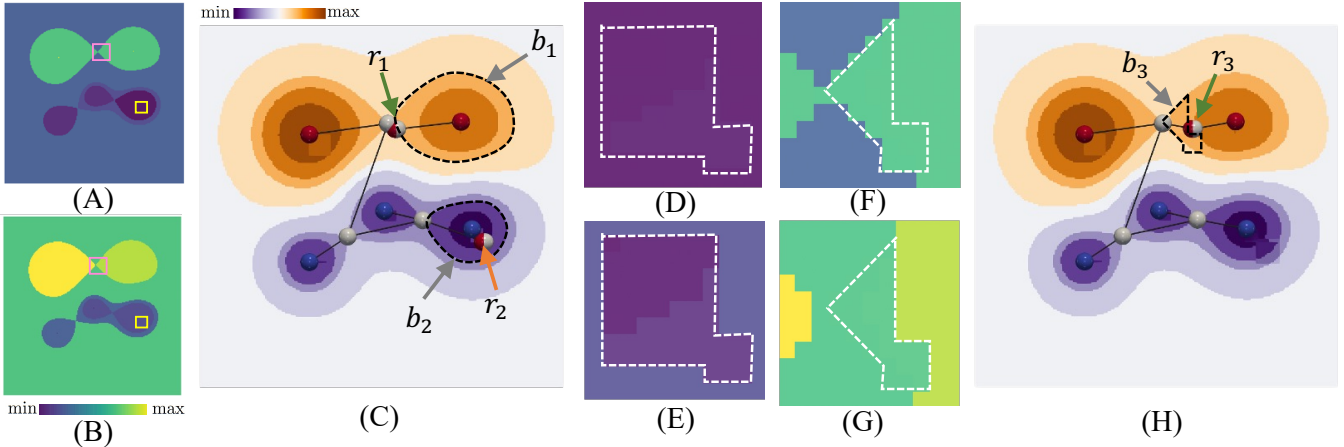 min max
r₁
b₁
b₂
r₂
b₃
r₃
(A)
(D)
(F)
min max
(B)
(C)
(E)
(G)
(H)